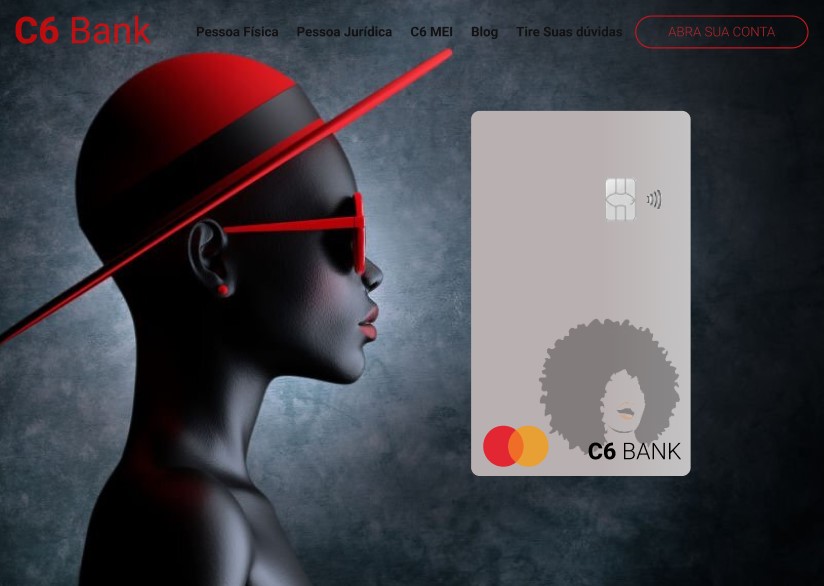 C6 Bank
Pessoa Física
Pessoa Jurídica
C6 MEI
Blog
Tire Suas dúvidas
ABRA SUA CONTA
C6 BANK